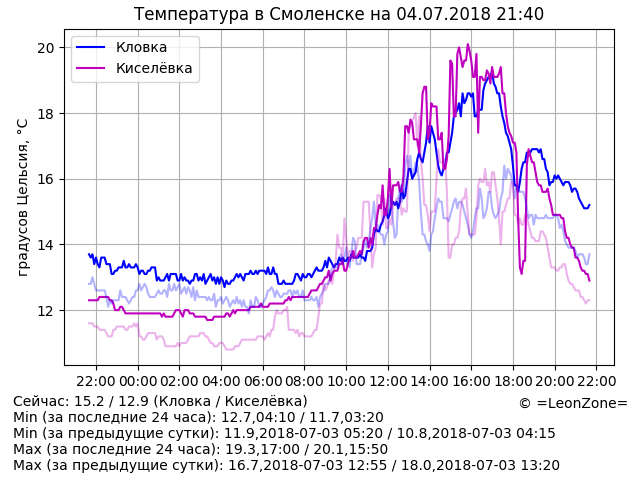 Температура в Смоленске на 04.07.2018 21:40
Кловка
Киселёвка
градусов Цельсия, °C
20
18
16
14
12
22:00 00:00 02:00 04:00 06:00 08:00 10:00 12:00 14:00 16:00 18:00 20:00 22:00
Сейчас: 15.2 / 12.9 (Кловка / Киселёвка)
© =LeonZone=
Min (за последние 24 часа): 12.7,04:10 / 11.7,03:20
Min (за предыдущие сутки): 11.9,2018-07-03 05:20 / 10.8,2018-07-03 04:15
Max (за последние 24 часа): 19.3,17:00 / 20.1,15:50
Max (за предыдущие сутки): 16.7,2018-07-03 12:55 / 18.0,2018-07-03 13:20